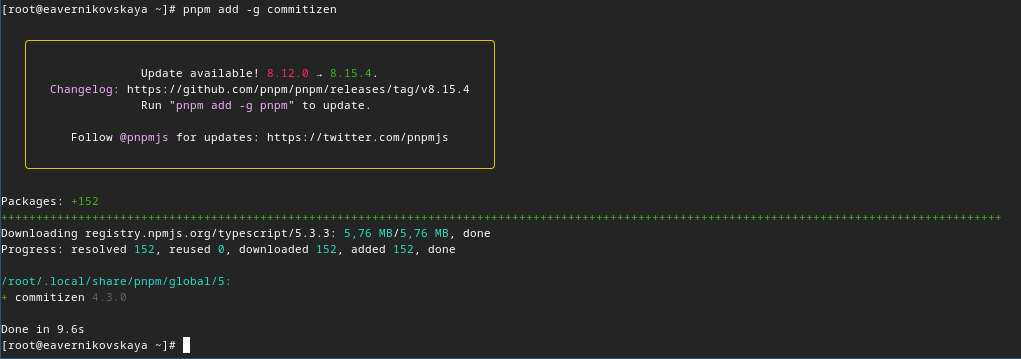 [root@eavernikovskaya ~]# pnpm add -g commitizen
Update available! 8.12.0 → 8.15.4.
Changelog: https://github.com/pnpm/pnpm/releases/tag/v8.15.4
Run "pnpm add -g pnpm" to update.
Follow @pnpmjs for updates: https://twitter.com/pnpmjs
Packages: +152
+++++++++++++++++++++++++++++++++++++++++++++++++++++++++++++++++++++++++++++++++++++++++++++++++++++++++++++++++++++++++++++++++++++++++++++++
Downloading registry.npmjs.org/typescript/5.3.3: 5,76 MB/5,76 MB, done
Progress: resolved 152, reused 0, downloaded 152, added 152, done
/root/.local/share/pnpm/global/5:
+ commitizen 4.3.0
Done in 9.6s
[root@eavernikovskaya ~]#